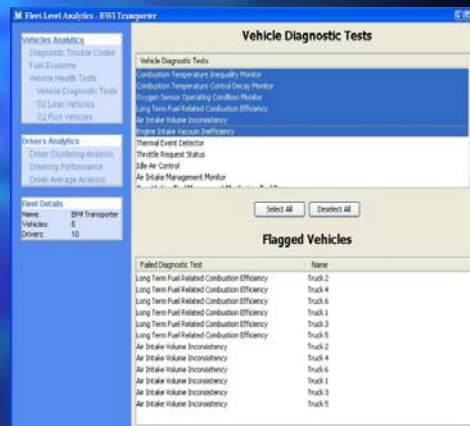 Fleet Level Analytics - BWI Transporter
Vehicles Analytics
Diagnostic Trouble Codes
Fuel Economy
Vehicle Health Tests
Vehicle Diagnostic Tests
O2 Lean Vehicles
O2 Rich Vehicles
Drivers Analytics
Driver Clustering Analysis
Drivering Performance
Driver Average Analysis
Fleet Details
Name: BWI Transporter
Vehicles: 6
Drivers: 10
Vehicle Diagnostic Tests
Vehicle Diagnostic Tests
Combustion Temperature Inequality Monitor
Combustion Temperature Control Decay Monitor
Oxygen Sensor Operating Condition Monitor
Long Term Fuel Related Combustion Efficiency
Air Intake Volume Inconsistency
Engine Intake Vacuum Inefficiency
Thermal Event Detector
Throttle Request Status
Idle Air Control
Air Intake Management Monitor
Select All Deselect All
Flagged Vehicles
Failed Diagnostic Test Name
Long Term Fuel Related Combustion Efficiency Truck 2
Long Term Fuel Related Combustion Efficiency Truck 4
Long Term Fuel Related Combustion Efficiency Truck 6
Long Term Fuel Related Combustion Efficiency Truck 1
Long Term Fuel Related Combustion Efficiency Truck 3
Long Term Fuel Related Combustion Efficiency Truck 5
Air Intake Volume Inconsistency Truck 2
Air Intake Volume Inconsistency Truck 4
Air Intake Volume Inconsistency Truck 6
Air Intake Volume Inconsistency Truck 1
Air Intake Volume Inconsistency Truck 3
Air Intake Volume Inconsistency Truck 5